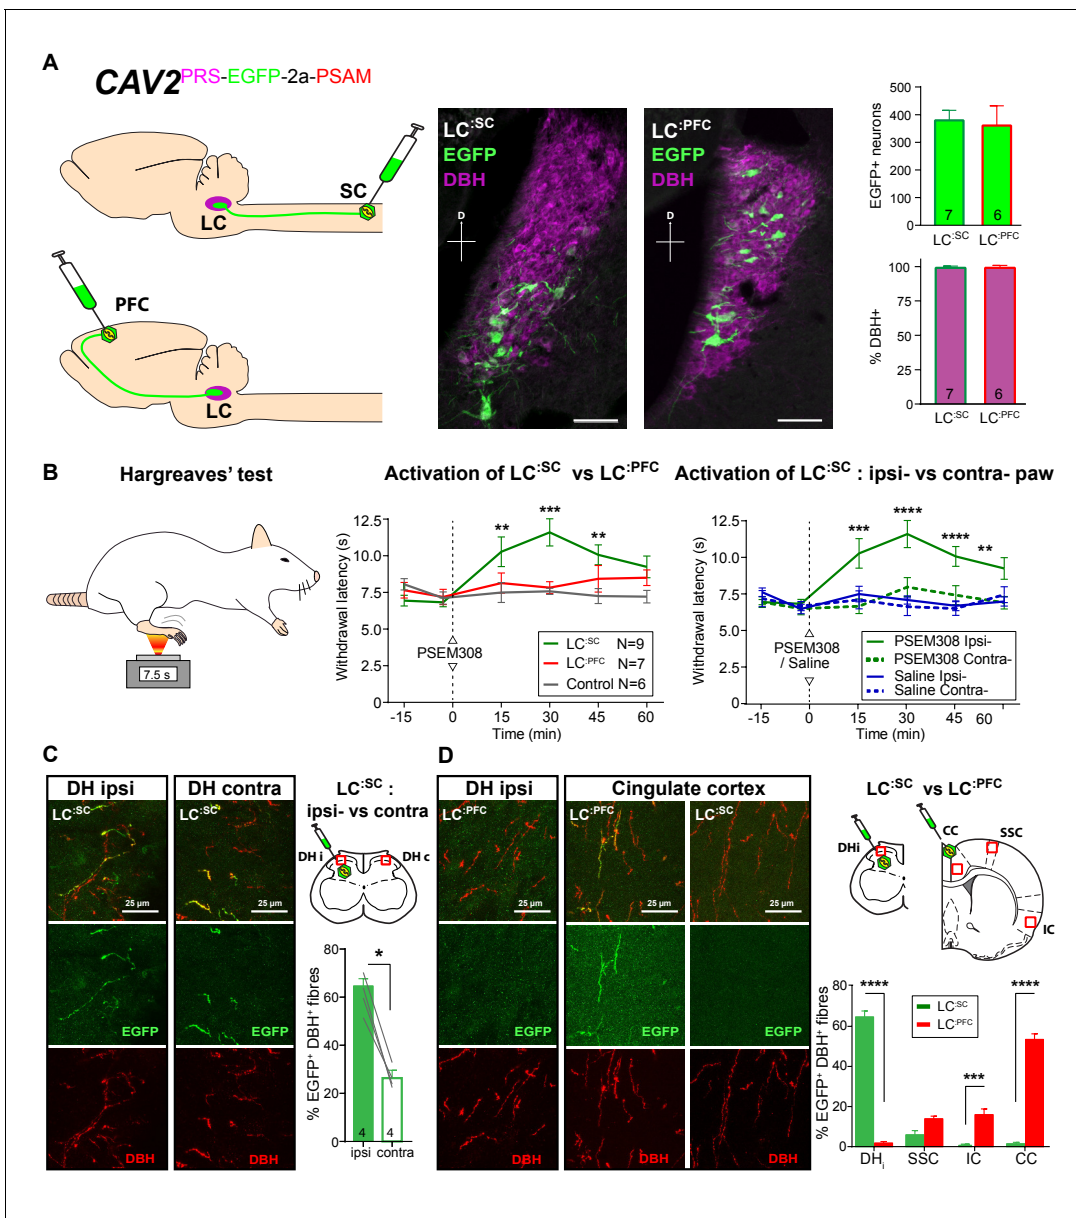 A
CAV2PRS-EGFP-2a-PSAM
SC
LC
PFC
LC
LC:SC
EGFP
DBH
D
LC:PFC
EGFP
DBH
D
EGFP+ neurons
500
400
300
200
100
0
7
6
LC:SC
LC:PFC
% DBH+
100
75
50
25
0
7
6
LC:SC
LC:PFC
B
Hargreaves' test
7.5 s
Activation of LC:SC vs LC:PFC
Withdrawal latency (s)
12.5
10.0
7.5
5.0
2.5
0
**
***
**
PSEM308
LC:SC N=9
LC:PFC N=7
Control N=6
-15
0
15
30
45
60
Time (min)
Activation of LC:SC : ipsi- vs contra- paw
Withdrawal latency (s)
12.5
10.0
7.5
5.0
2.5
0
***
****
****
**
PSEM308
/ Saline
PSEM308 Ipsi-
PSEM308 Contra-
Saline Ipsi-
Saline Contra-
-15
0
15
30
45
60
Time (min)
C
DH ipsi
LC:SC
25 µm
EGFP
DBH
DH contra
LC:SC
25 µm
EGFP
DBH
LC:SC :
ipsi- vs contra
DH i
DH c
% EGFP+ DBH+ fibres
80
60
40
20
0
*
4
4
ipsi
contra
D
DH ipsi
LC:PFC
25 µm
EGFP
DBH
Cingulate cortex
LC:PFC
25 µm
EGFP
DBH
LC:SC
25 µm
EGFP
DBH
LC:SC vs LC:PFC
DHi
CC
SSC
IC
% EGFP+ DBH+ fibres
80
60
40
20
0
****
***
****
LC:SC
LC:PFC
DHi
SSC
IC
CC